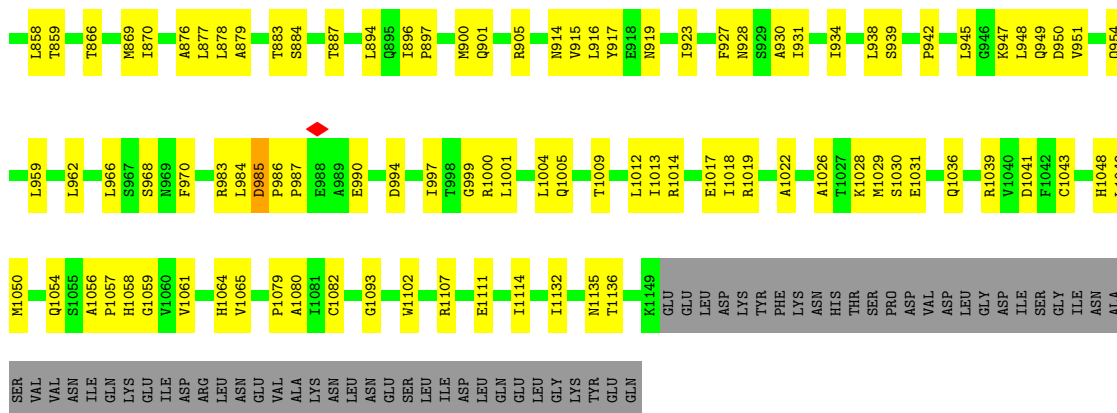 L858 T859 T866 M869 I870 A876 L877 L878 A879 T883 S884 T887 L894 Q895 I896 P897 M900 Q901 R905 N914 V915 L916 Y917 E918 N919 I923 F927 N928 S929 A930 I931 I934 L938 S939 P942 L945 G946 K947 L948 Q949 D950 V951
L959 L962 L966 S967 S968 N969 F970 R983 L984 D985 P986 P987 E988 A989 E990 D994 I997 T998 G999 R1000 L1001 L1004 Q1005 T1009 L1012 I1013 R1014 E1017 I1018 R1019 A1022 A1026 V1027 K1028 M1029 S1030 E1031 Q1036 R1039 V1040 D1041 F1042 C1043 H1048
M1050 Q1054 S1055 A1056 P1057 H1058 G1059 V1060 V1061 H1064 V1065 P1079 A1080 I1081 C1082 G1093 W1102 R1107 E1111 I1114 I1132 N1135 T1136 K1149 GLU GLU LEU ASP LYS TYR PHE LYS ASN HIS THR SER PRO ASP VAL ASP LEU GLY ASP ILE SER GLY ILE ASN ALA
SER VAL VAL ASN ILE GLN LYS GLU ILE ASP ARG LEU ASN GLU VAL ALA LYS ASN LEU ASN GLU SER LEU ILE ASP LEU GLN GLU LEU GLY LYS TYR GLU GLN